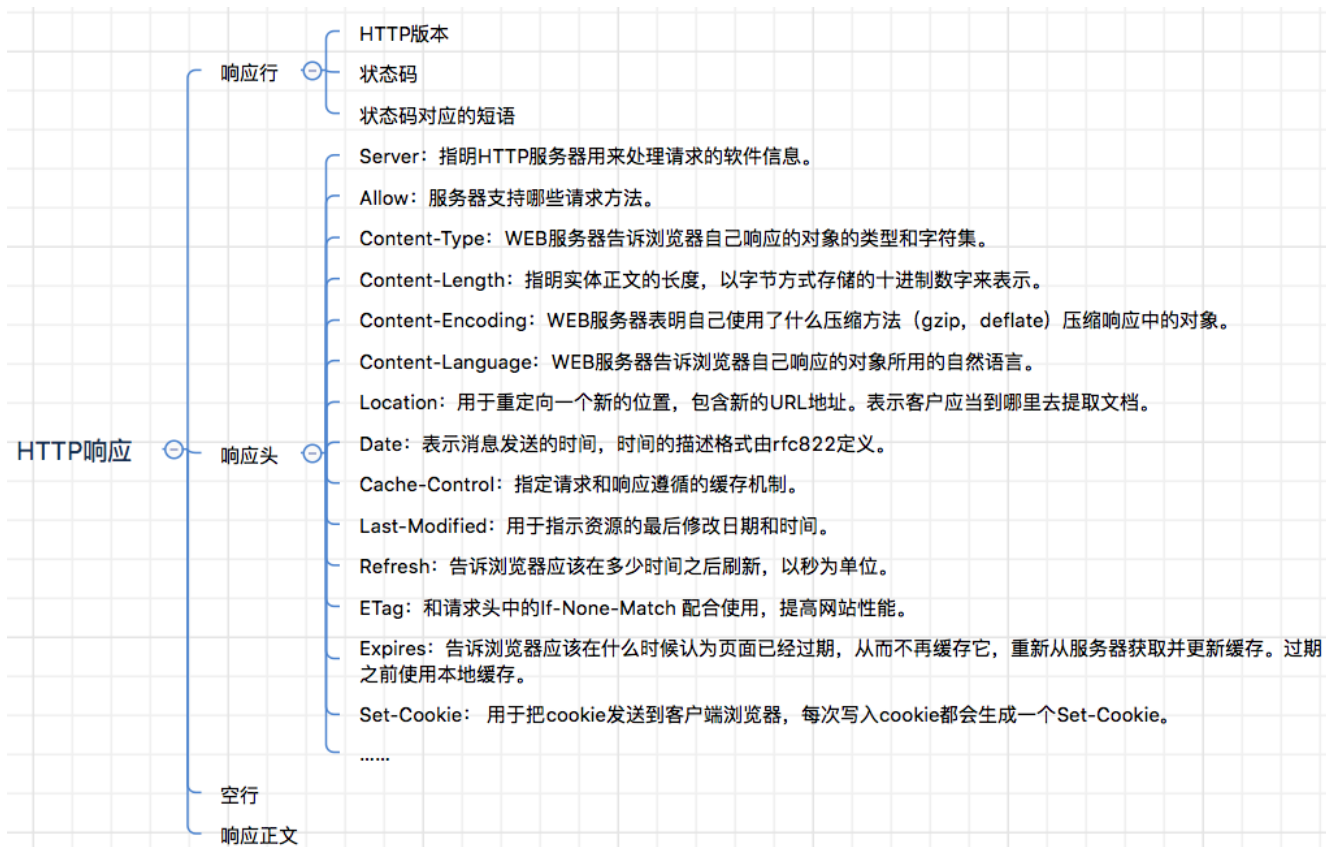 HTTP响应
响应行
HTTP版本
状态码
状态码对应的短语
响应头
Server：指明HTTP服务器用来处理请求的软件信息。
Allow：服务器支持哪些请求方法。
Content-Type：WEB服务器告诉浏览器自己响应的对象的类型和字符集。
Content-Length：指明实体正文的长度，以字节方式存储的十进制数字来表示。
Content-Encoding：WEB服务器表明自己使用了什么压缩方法（gzip，deflate）压缩响应中的对象。
Content-Language：WEB服务器告诉浏览器自己响应的对象所用的自然语言。
Location：用于重定向一个新的位置，包含新的URL地址。表示客户应当到哪里去提取文档。
Date：表示消息发送的时间，时间的描述格式由rfc822定义。
Cache-Control：指定请求和响应遵循的缓存机制。
Last-Modified：用于指示资源的最后修改日期和时间。
Refresh：告诉浏览器应该在多少时间之后刷新，以秒为单位。
ETag：和请求头中的If-None-Match 配合使用，提高网站性能。
Expires：告诉浏览器应该在什么时候认为页面已经过期，从而不再缓存它，重新从服务器获取并更新缓存。过期
之前使用本地缓存。
Set-Cookie： 用于把cookie发送到客户端浏览器，每次写入cookie都会生成一个Set-Cookie。
……
空行
响应正文